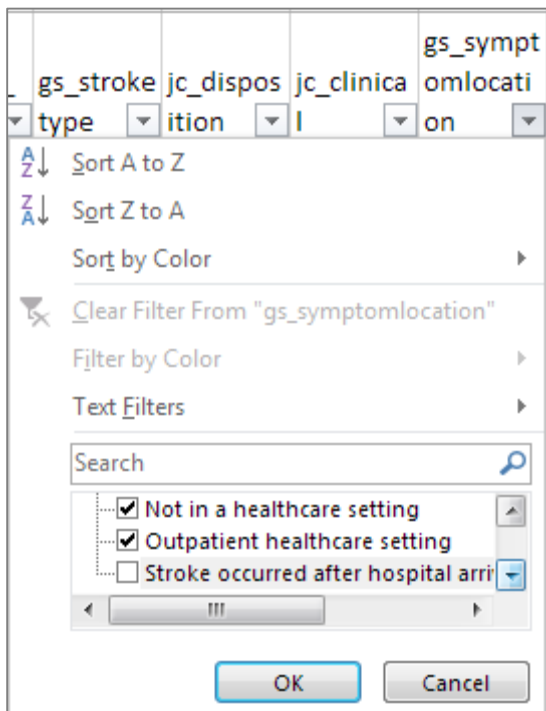 gs_sympt
gs_stroke jc_dispos jc_clinica omlocati
_ type ition l on
Sort A to Z
Sort Z to A
Sort by Color
Clear Filter From "gs_symptomlocation"
Filter by Color
Text Filters
Search
Not in a healthcare setting
Outpatient healthcare setting
Stroke occurred after hospital arri
OK Cancel